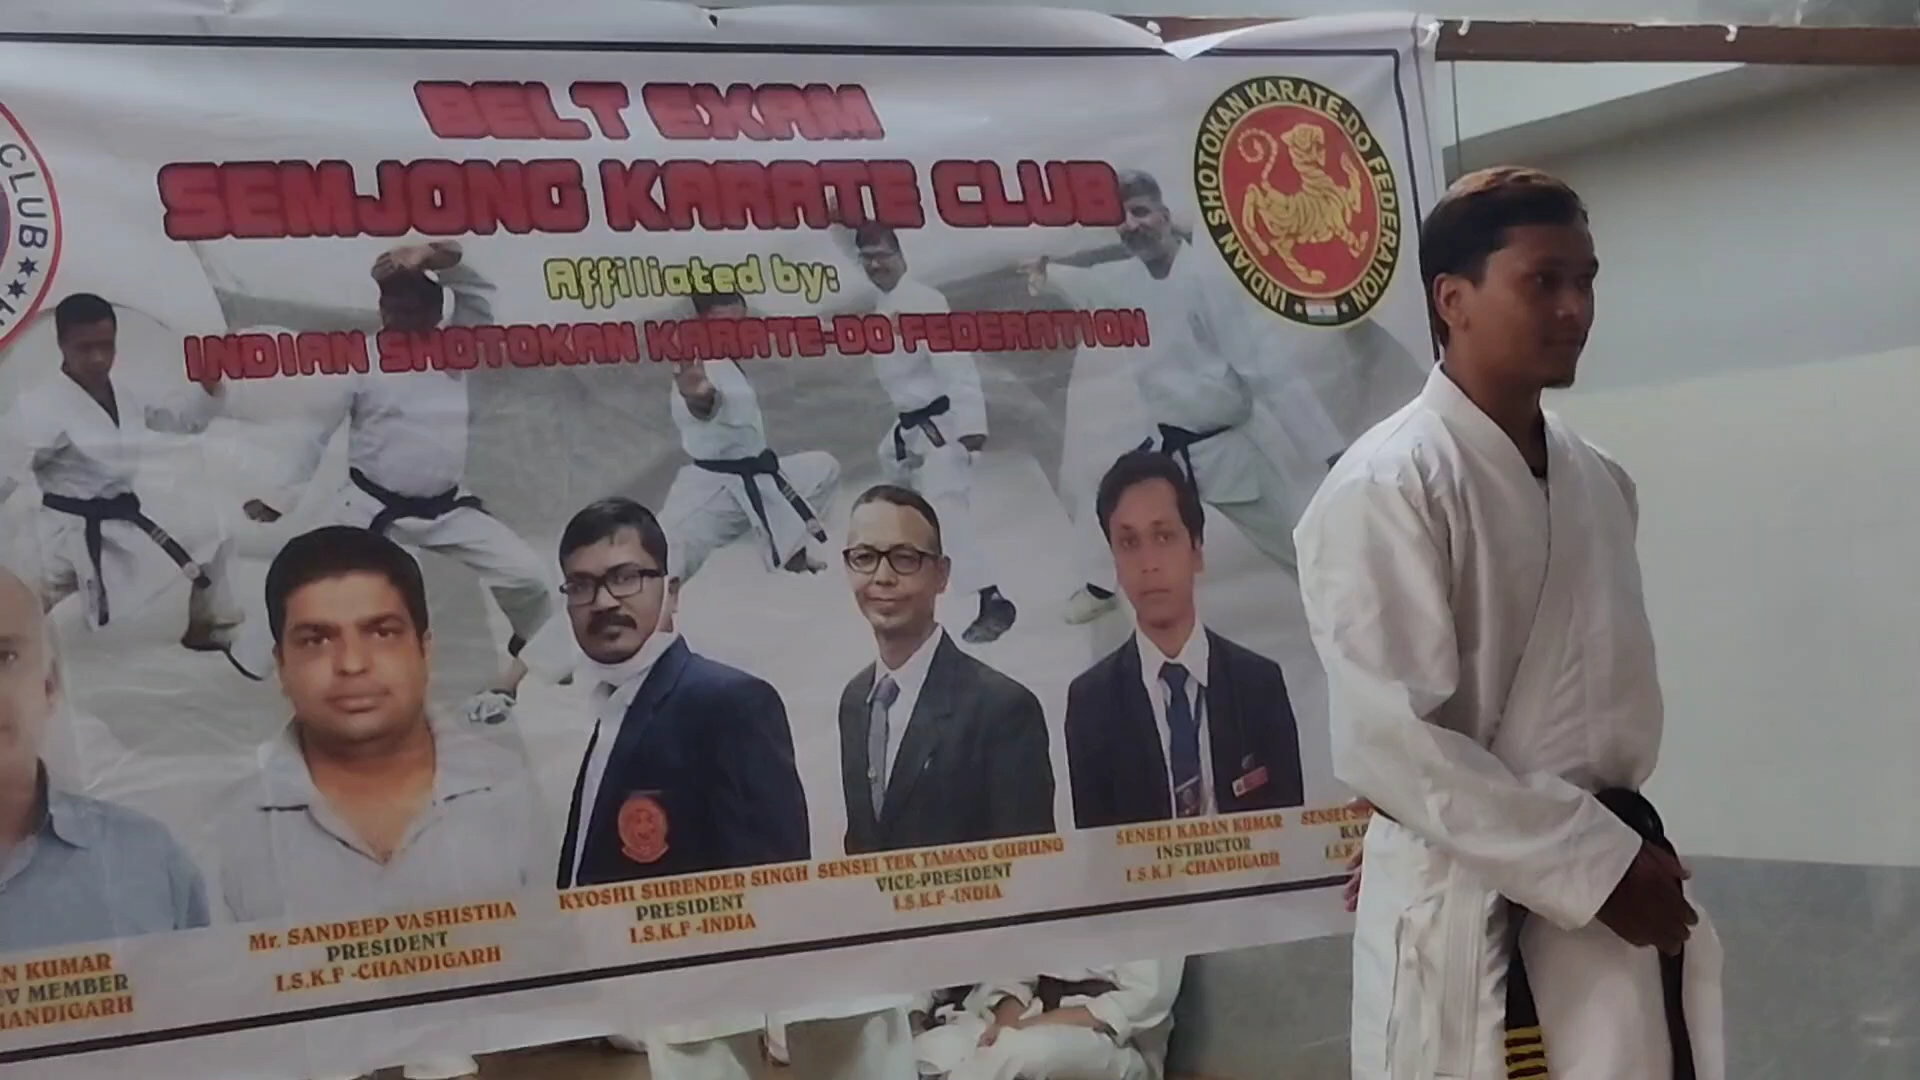 BELT EXAM
SEMJONG KARATE CLUB
Affiliated by:
INDIAN SHOTOKAN KARATE-DO FEDERATION
CLUB
INDIAN SHOTOKAN KARATE-DO FEDERATION
N KUMAR
MEMBER
Mr. SANDEEP VASHISTHA
PRESIDENT
I.S.K.F -CHANDIGARH
KYOSHI SURENDER SINGH
PRESIDENT
I.S.K.F -INDIA
SENSEI TEK TAMANG GURUNG
VICE-PRESIDENT
I.S.K.F -INDIA
SENSEI KARAN KUMAR
INSTRUCTOR
I.S.K.F -CHANDIGARH
SENSEI